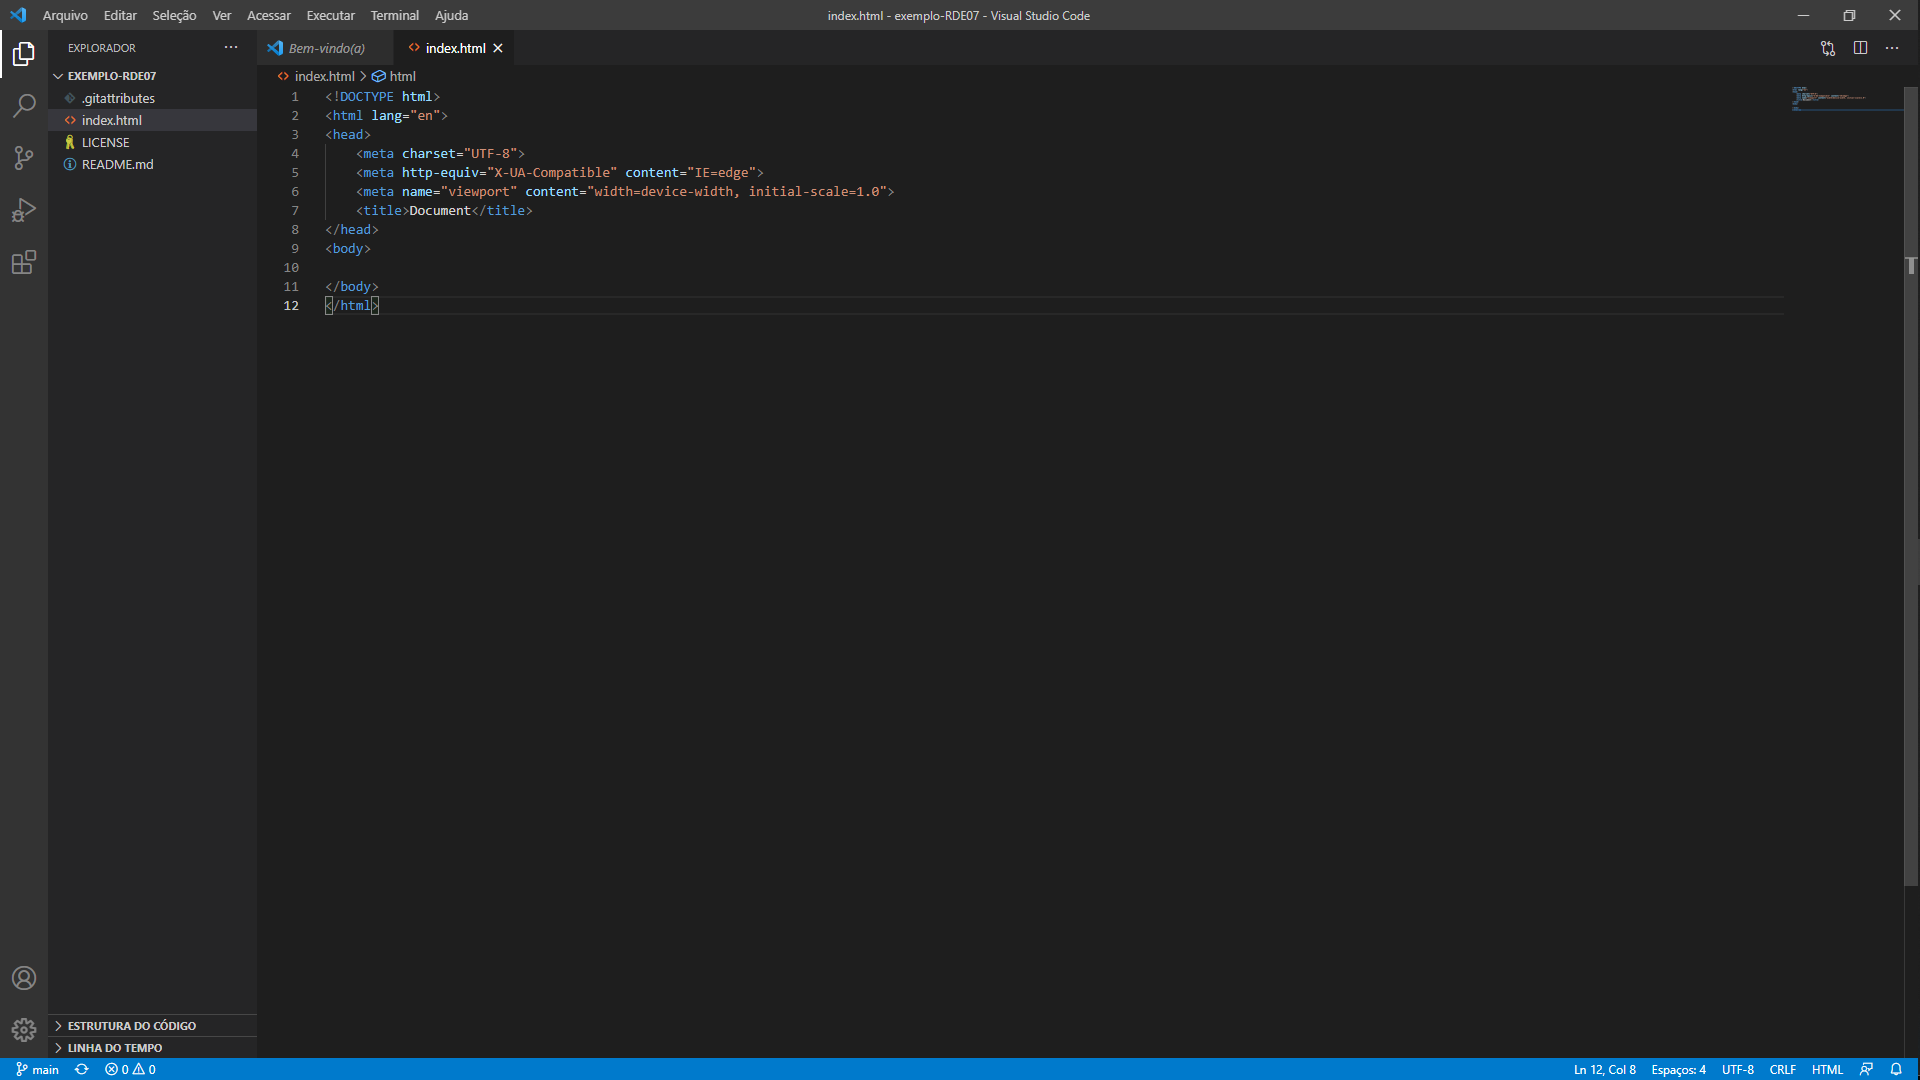 Arquivo Editar Seleção Ver Acessar Executar Terminal Ajuda
index.html - exemplo-RDE07 - Visual Studio Code
EXPLORADOR
EXEMPLO-RDE07
.gitattributes
index.html
LICENSE
README.md
ESTRUTURA DO CÓDIGO
LINHA DO TEMPO
Bem-vindo(a) index.html
index.html > html
1 <!DOCTYPE html>
2 <html lang="en">
3 <head>
4 <meta charset="UTF-8">
5 <meta http-equiv="X-UA-Compatible" content="IE=edge">
6 <meta name="viewport" content="width=device-width, initial-scale=1.0">
7 <title>Document</title>
8 </head>
9 <body>
10
11 </body>
12 </html>
main 0 0 Ln 12, Col 8 Espaços: 4 UTF-8 CRLF HTML